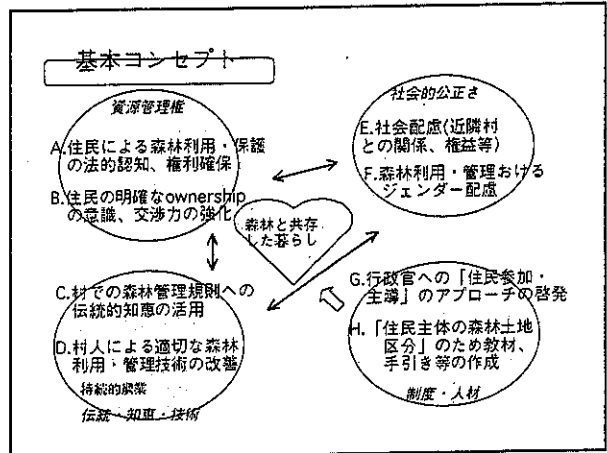 基本コンセプト
資源管理権
A.住民による森林利用・保護
の法的認知、権利確保
B.住民の明確なownership
の意識、交渉力の強化
社会的公正さ
E.社会配慮(近隣村
との関係、権益等)
F.森林利用・管理おける
ジェンダー配慮
森林と共存
した暮らし
C.村での森林管理規則への
伝統的知恵の活用
D.村人による適切な森林
利用・管理技術の改善
持続的農業
伝統・知恵・技術
G.行政官への「住民参加・
主導」のアプローチの啓発
H.「住民主体の森林土地
区分」のため教材、
手引き等の作成
制度・人材